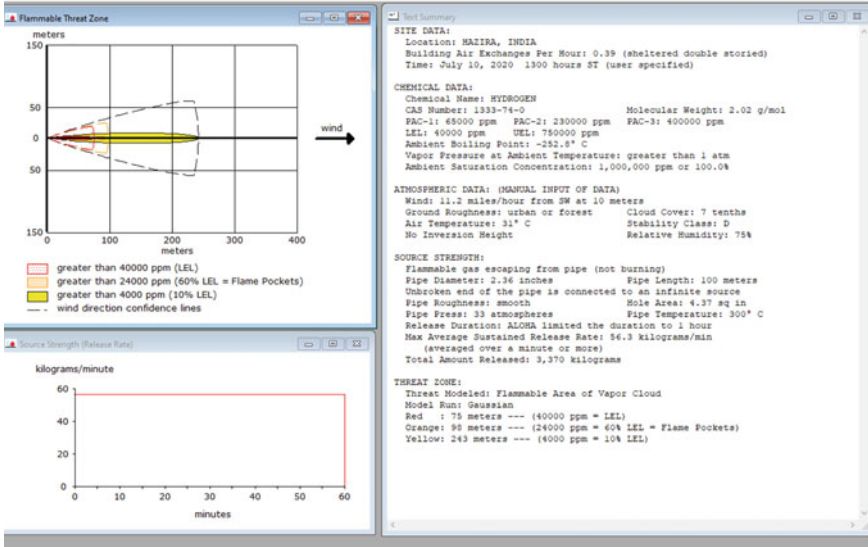 Flammable Threat Zone
meters
150
50
0
50
150
0 100 200 300 400
meters
wind
greater than 40000 ppm (LEL)
greater than 24000 ppm (60% LEL = Flame Pockets)
greater than 4000 ppm (10% LEL)
wind direction confidence lines
Source Strength (Release Rate)
kilograms/minute
60
40
20
0
0 10 20 30 40 50 60
minutes
Text Summary
SITE DATA:
Location: HAZIRA, INDIA
Building Air Exchanges Per Hour: 0.39 (sheltered double storied)
Time: July 10, 2020 1300 hours ST (user specified)
CHEMICAL DATA:
Chemical Name: HYDROGEN
CAS Number: 1333-74-0 Molecular Weight: 2.02 g/mol
PAC-1: 65000 ppm PAC-2: 230000 ppm PAC-3: 400000 ppm
LEL: 40000 ppm UEL: 750000 ppm
Ambient Boiling Point: -252.8° C
Vapor Pressure at Ambient Temperature: greater than 1 atm
Ambient Saturation Concentration: 1,000,000 ppm or 100.0%
ATMOSPHERIC DATA: (MANUAL INPUT OF DATA)
Wind: 11.2 miles/hour from SW at 10 meters
Ground Roughness: urban or forest Cloud Cover: 7 tenths
Air Temperature: 31° C Stability Class: D
No Inversion Height Relative Humidity: 75%
SOURCE STRENGTH:
Flammable gas escaping from pipe (not burning)
Pipe Diameter: 2.36 inches Pipe Length: 100 meters
Unbroken end of the pipe is connected to an infinite source
Pipe Roughness: smooth Hole Area: 4.37 sq in
Pipe Press: 33 atmospheres Pipe Temperature: 300° C
Release Duration: ALOHA limited the duration to 1 hour
Max Average Sustained Release Rate: 56.3 kilograms/min
(averaged over a minute or more)
Total Amount Released: 3,370 kilograms
THREAT ZONE:
Threat Modeled: Flammable Area of Vapor Cloud
Model Run: Gaussian
Red : 75 meters --- (40000 ppm = LEL)
Orange: 98 meters --- (24000 ppm = 60% LEL = Flame Pockets)
Yellow: 243 meters --- (4000 ppm = 10% LEL)